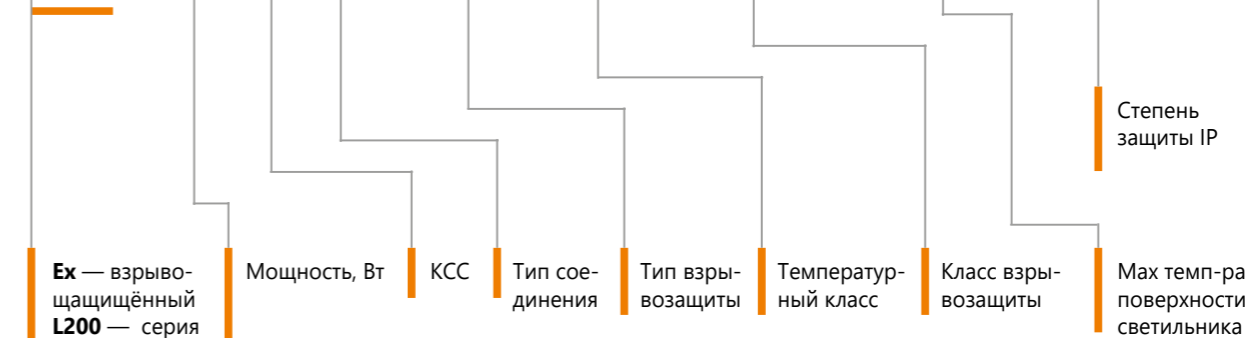 Степень
защиты IP
Ex — взрыво-
щащищённый
L200 — серия
Мощность, Вт
КСС
Тип сое-
динения
Тип взры-
возащиты
Температур-
ный класс
Класс взры-
возащиты
Мах темп-ра
поверхности
светильника